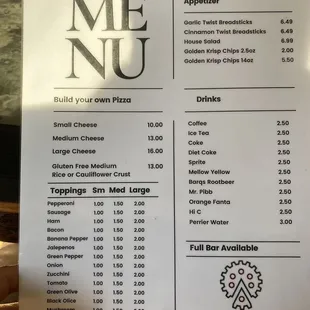 ME
NU
Build your own Pizza
Small Cheese 10.00
Medium Cheese 13.00
Large Cheese 16.00
Gluten Free Medium 13.00
Rice or Cauliflower Crust
Toppings Sm Med Large
Pepperoni 1.00 1.50 2.00
Sausage 1.00 1.50 2.00
Ham 1.00 1.50 2.00
Bacon 1.00 1.50 2.00
Banana Pepper 1.00 1.50 2.00
Jalepenos 1.00 1.50 2.00
Green Pepper 1.00 1.50 2.00
Onion 1.00 1.50 2.00
Zucchini 1.00 1.50 2.00
Tomato 1.00 1.50 2.00
Green Olive 1.00 1.50 2.00
Black Olive 1.00 1.50 2.00
Appetizer
Garlic Twist Breadsticks 6.49
Cinnamon Twist Breadsticks 6.49
House Salad 6.99
Golden Krisp Chips 2.5oz 2.00
Golden Krisp Chips 14oz 5.50
Drinks
Coffee 2.50
Ice Tea 2.50
Coke 2.50
Diet Coke 2.50
Sprite 2.50
Mellow Yellow 2.50
Barqs Rootbeer 2.50
Mr. Pibb 2.50
Orange Fanta 2.50
Hi C 2.50
Perrier Water 3.00
Full Bar Available